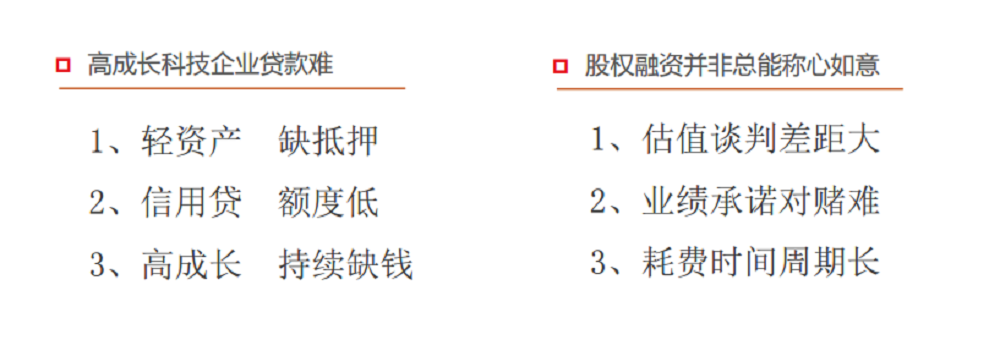 高成长科技企业贷款难
1、轻资产 缺抵押
2、信用贷 额度低
3、高成长 持续缺钱
股权融资并非总能称心如意
1、估值谈判差距大
2、业绩承诺对赌难
3、耗费时间周期长